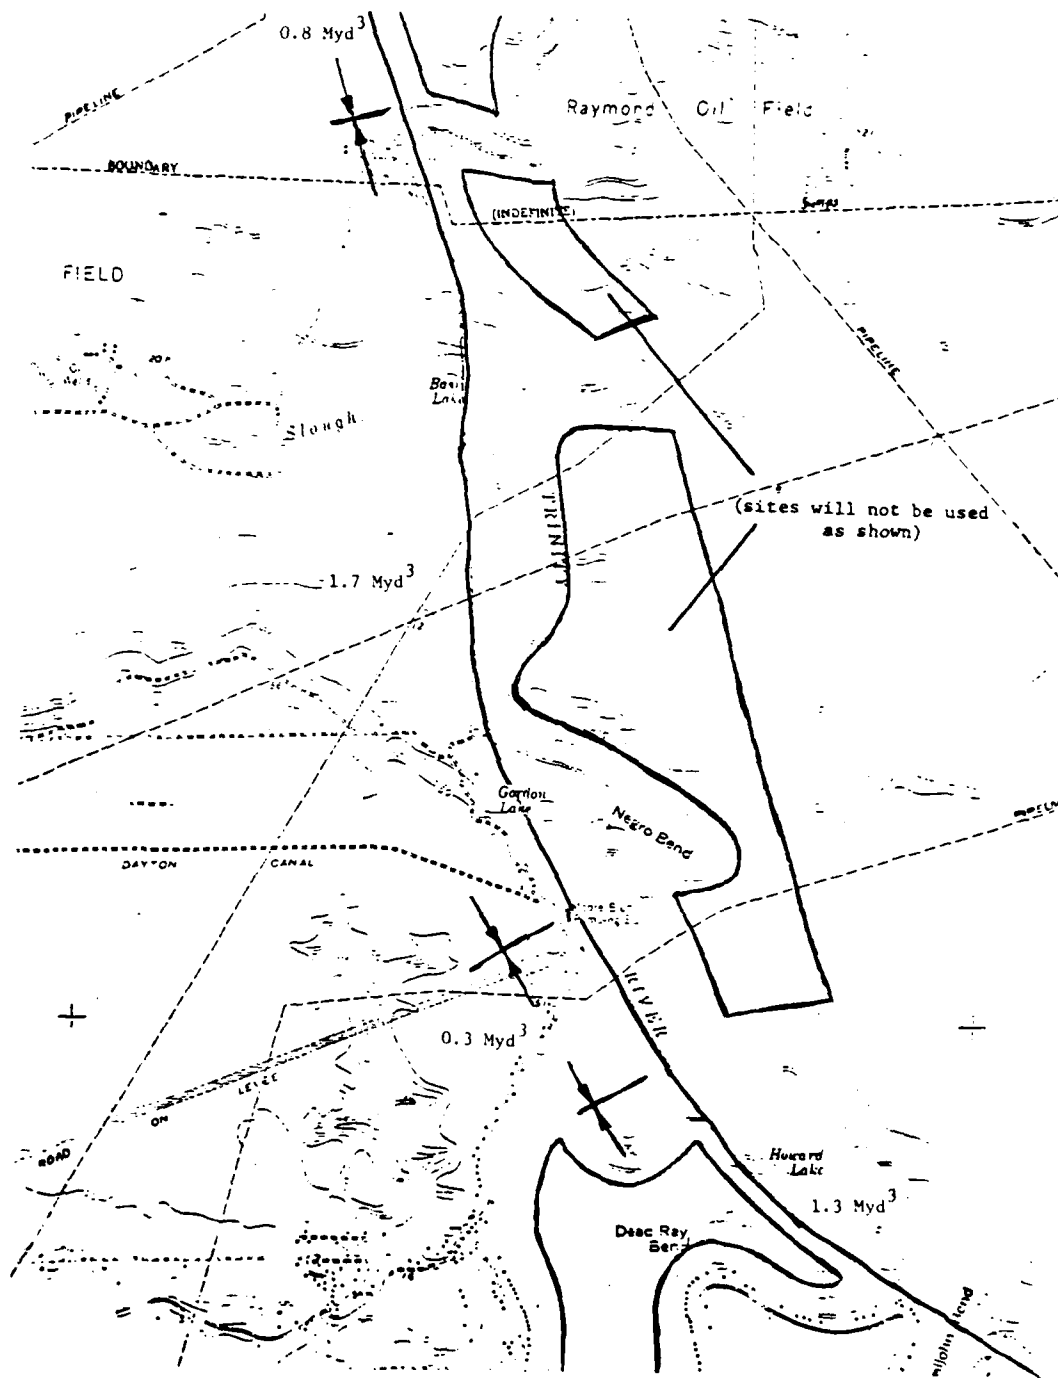 0.8 Myd3
PIPELINE
Raymond Oil Field
BOUNDARY
(INDEFINITE)
FIELD
PIPELINE
Lake
Slough
TRINITY
(sites will not be used
as shown)
1.7 Myd3
Gordon
Lake
Negro Bend
DAYTON CANAL
RIVER
0.3 Myd3
LEVEE
ON
ROAD
Howard
Lake
1.3 Myd3
Deac Ray
Bend